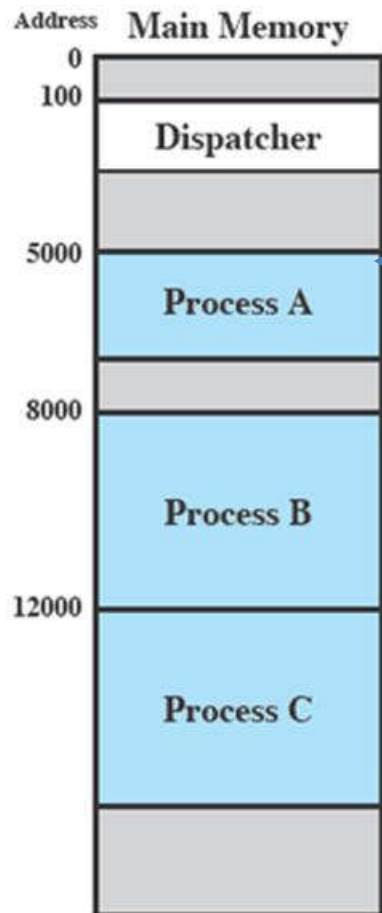 Address Main Memory
0
100
Dispatcher
5000
Process A
8000
Process B
12000
Process C